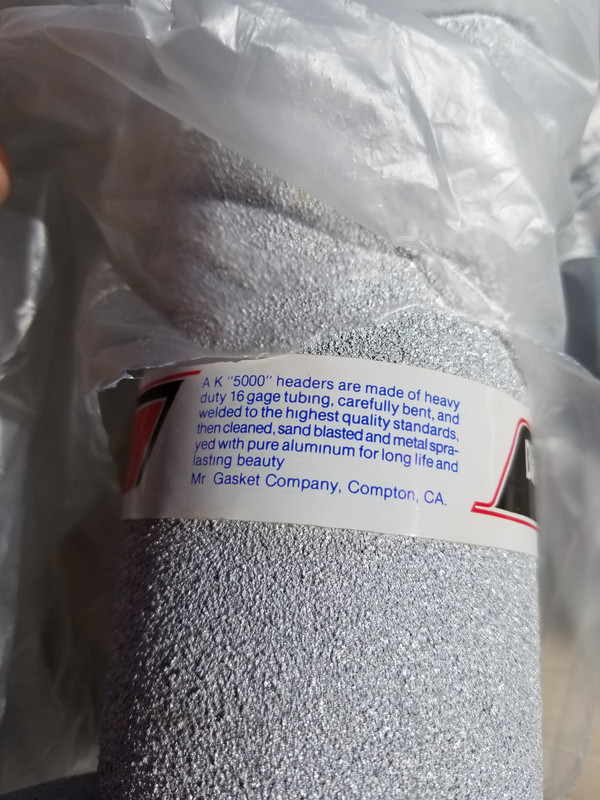 A K "5000" headers are made of heavy
duty 16 gage tubing, carefully bent, and
welded to the highest quality standards,
then cleaned, sand blasted and metal spra-
yed with pure aluminum for long life and
lasting beauty
Mr Gasket Company, Compton, CA.